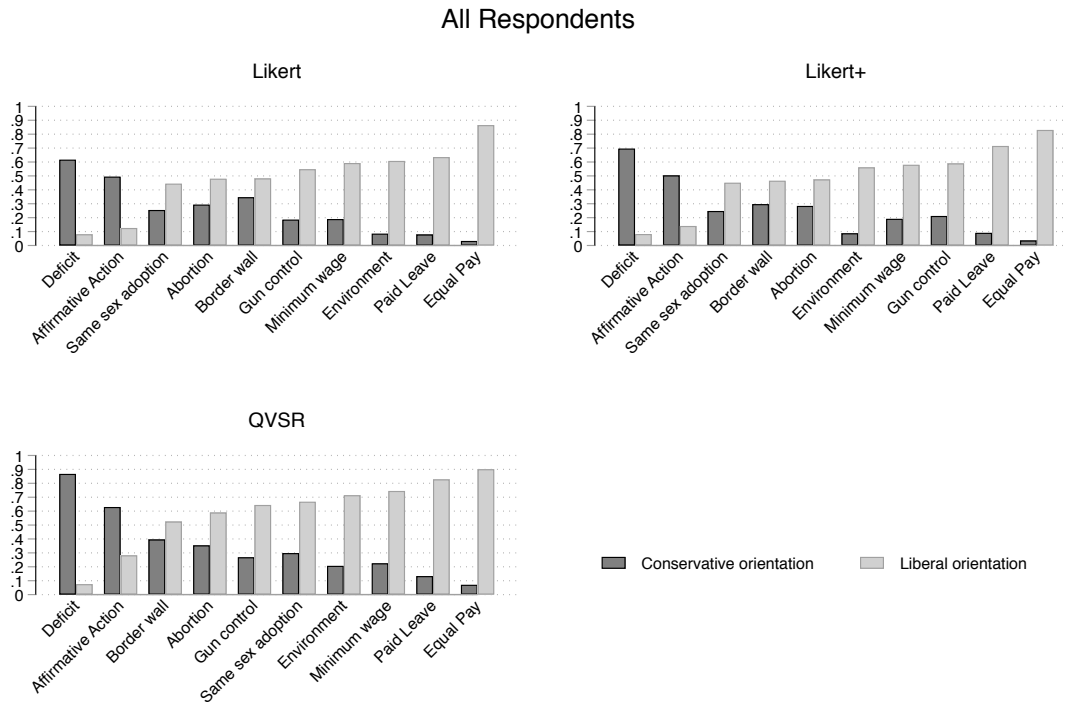 All Respondents
Likert
1
.9
.8
.7
.6
.5
.4
.3
.2
.1
0
Deficit
Affirmative Action
Same sex adoption
Abortion
Border wall
Gun control
Minimum wage
Environment
Paid Leave
Equal Pay
Likert+
1
.9
.8
.7
.6
.5
.4
.3
.2
.1
0
Deficit
Affirmative Action
Same sex adoption
Border wall
Abortion
Environment
Minimum wage
Gun control
Paid Leave
Equal Pay
QVSR
1
.9
.8
.7
.6
.5
.4
.3
.2
.1
0
Deficit
Affirmative Action
Border wall
Abortion
Gun control
Same sex adoption
Environment
Minimum wage
Paid Leave
Equal Pay
Conservative orientation
Liberal orientation